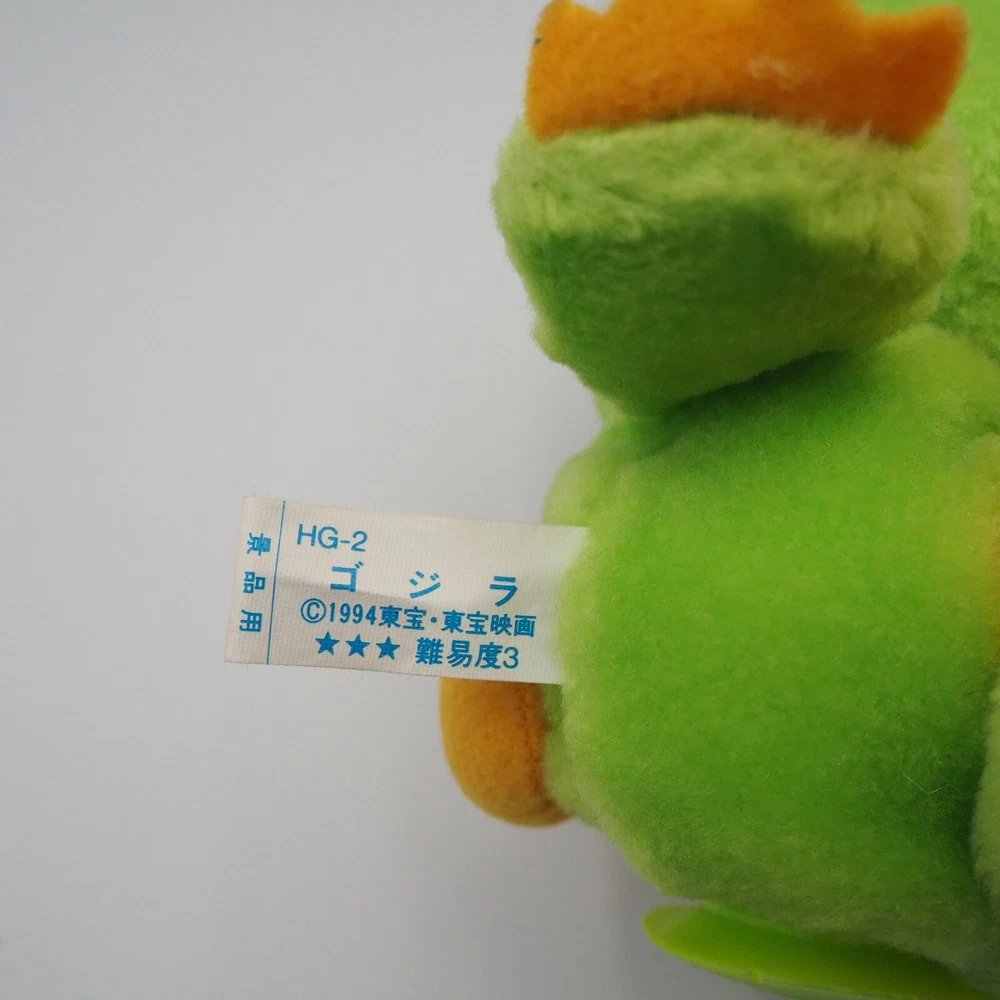 景品用
HG-2
ゴジラ
©1994東宝・東宝映画
★★★ 難易度3